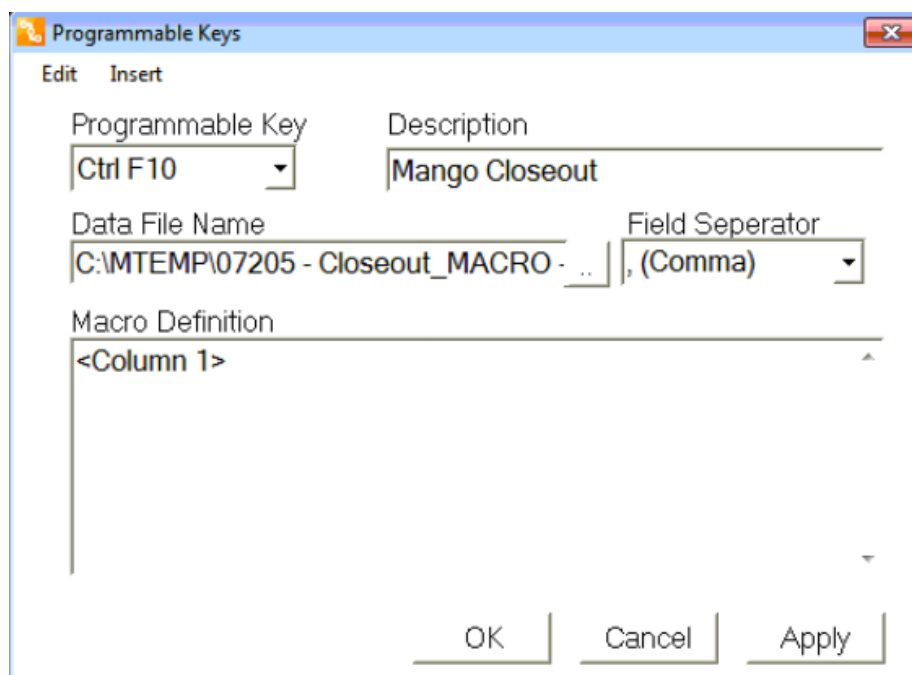 Programmable Keys
Edit Insert
Programmable Key Description
Ctrl F10 Mango Closeout
Data File Name Field Seperator
C:\MTEMP\07205 - Closeout_MACRO - .. , (Comma)
Macro Definition
<Column 1>
OK Cancel Apply